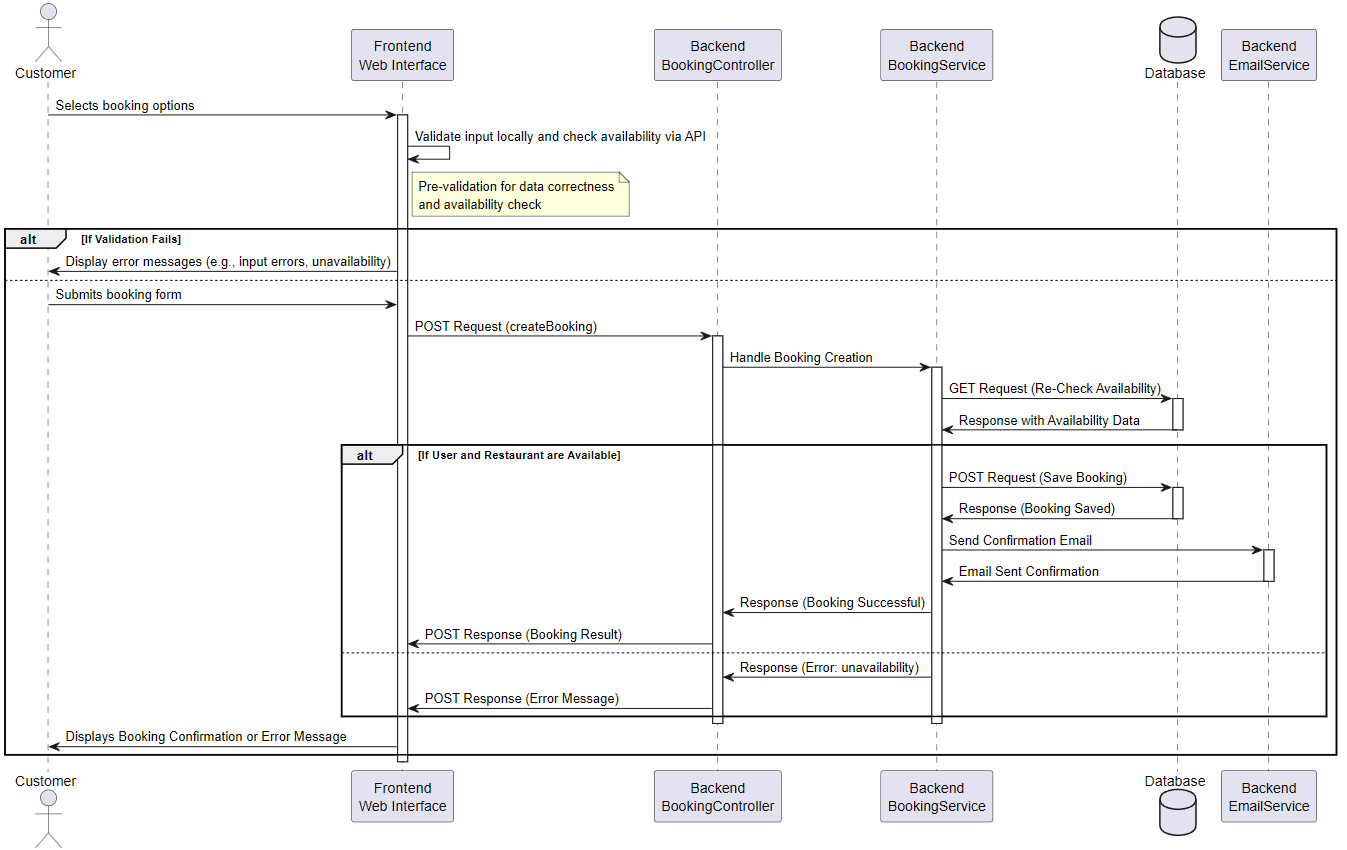 Customer
Frontend
Web Interface
Backend
BookingController
Backend
BookingService
Database
Backend
EmailService
Selects booking options
Validate input locally and check availability via API
Pre-validation for data correctness
and availability check
alt
[If Validation Fails]
Display error messages (e.g., input errors, unavailability)
Submits booking form
POST Request (createBooking)
Handle Booking Creation
GET Request (Re-Check Availability)
Response with Availability Data
alt
[If User and Restaurant are Available]
POST Request (Save Booking)
Response (Booking Saved)
Send Confirmation Email
Email Sent Confirmation
Response (Booking Successful)
POST Response (Booking Result)
Response (Error: unavailability)
POST Response (Error Message)
Displays Booking Confirmation or Error Message
Customer
Frontend
Web Interface
Backend
BookingController
Backend
BookingService
Database
Backend
EmailService